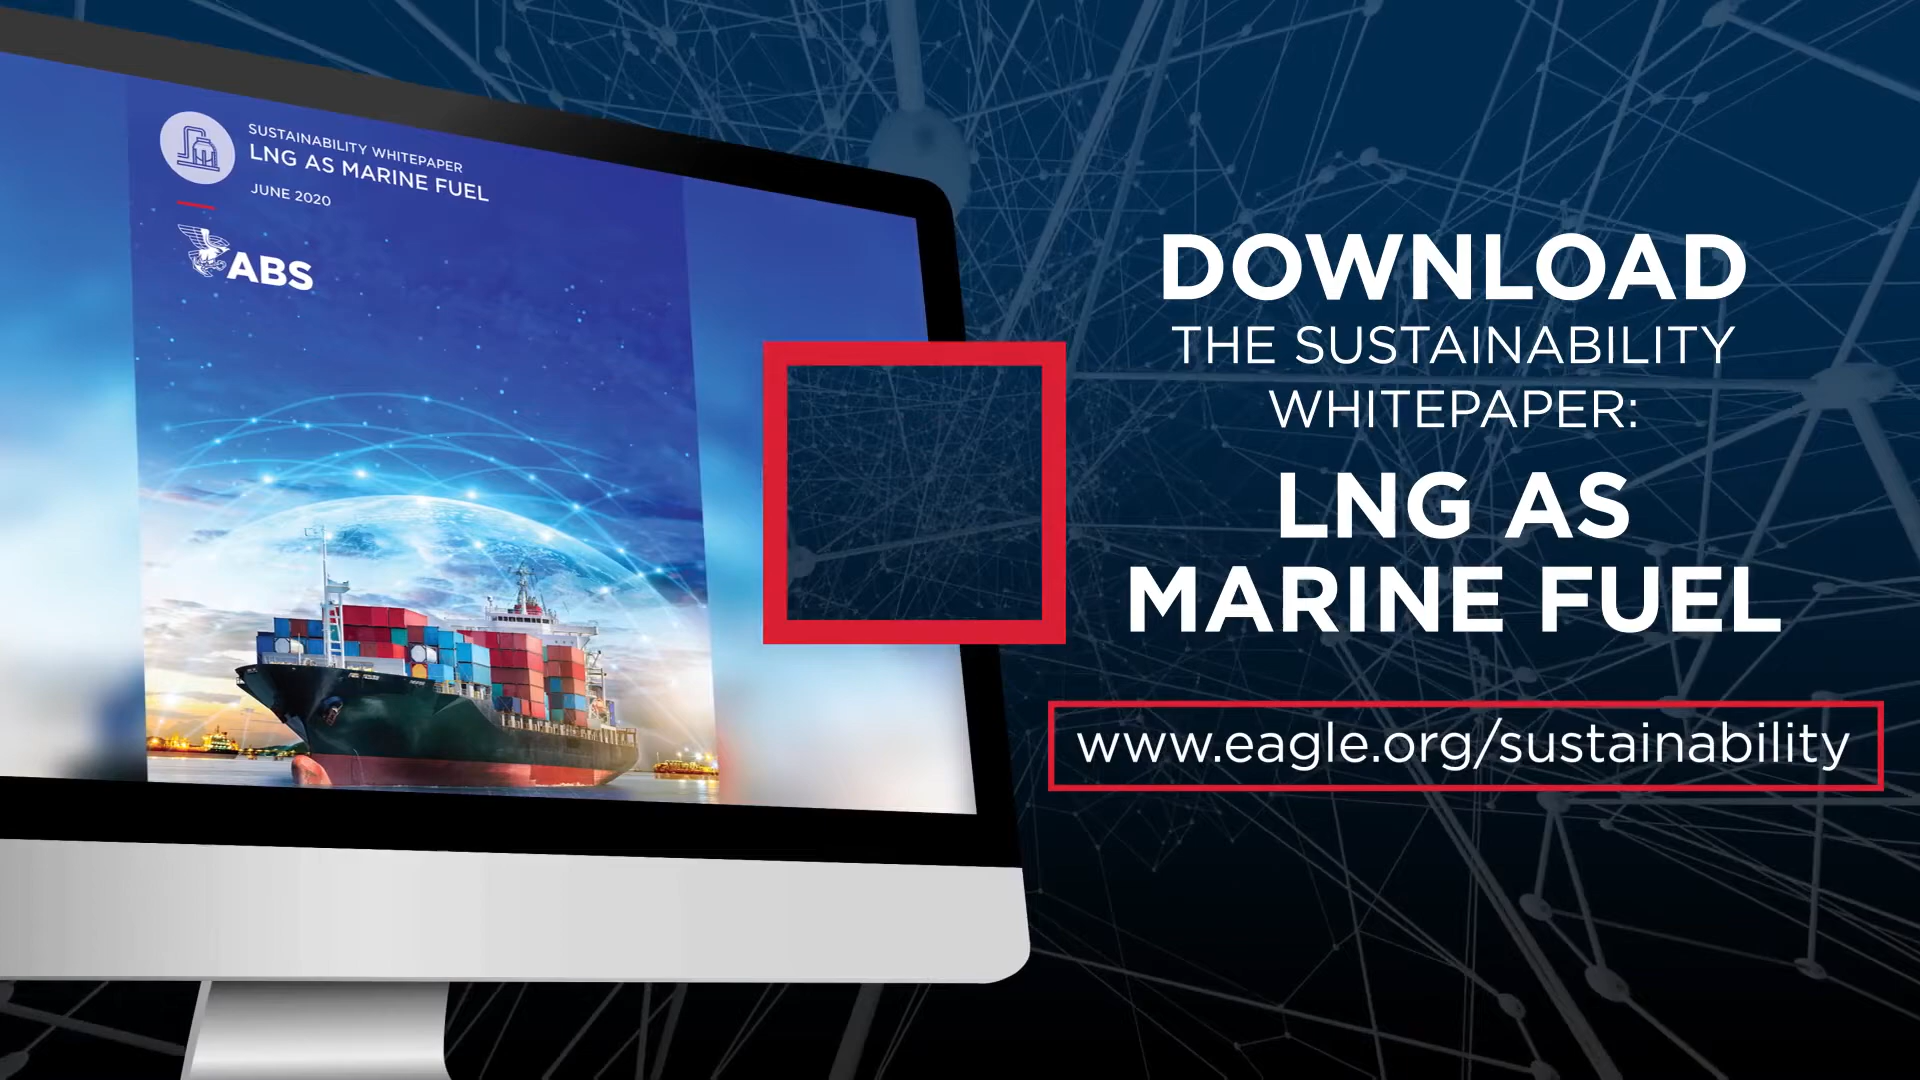 SUSTAINABILITY WHITEPAPER
LNG AS MARINE FUEL
JUNE 2020
ABS
DOWNLOAD
THE SUSTAINABILITY
WHITEPAPER:
LNG AS
MARINE FUEL
www.eagle.org/sustainability